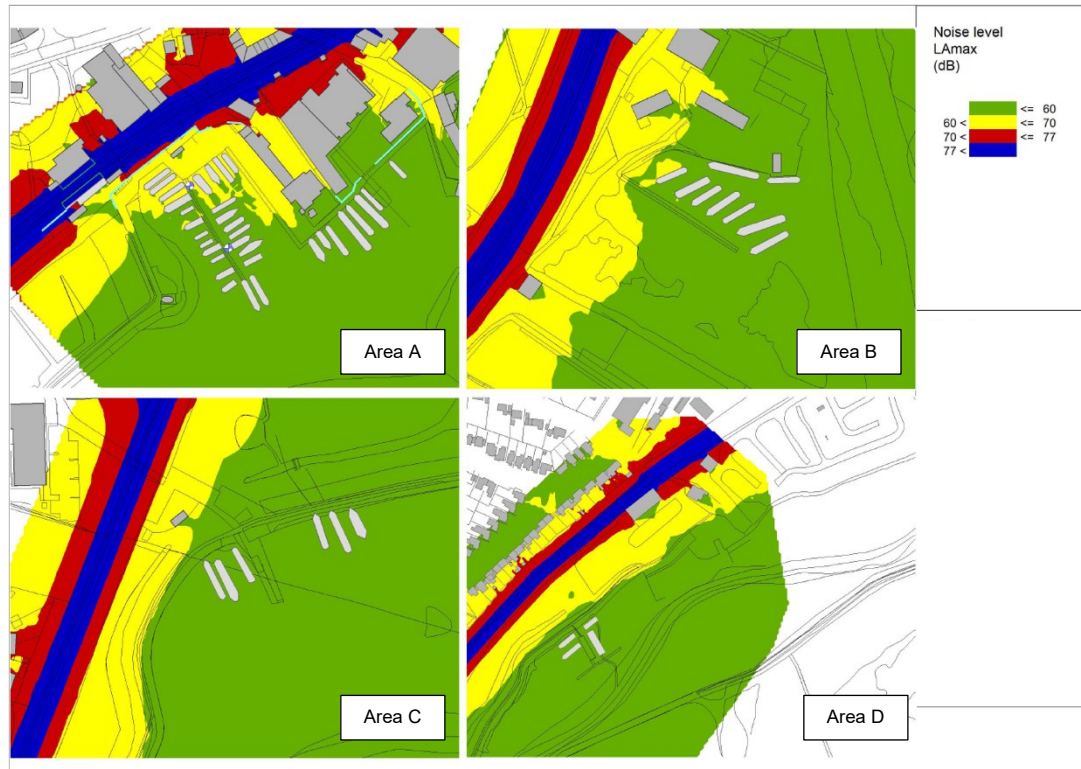 Noise level
LAmax
(dB)
<= 60
60 < <= 70
70 < <= 77
77 <
Area A
Area B
Area C
Area D